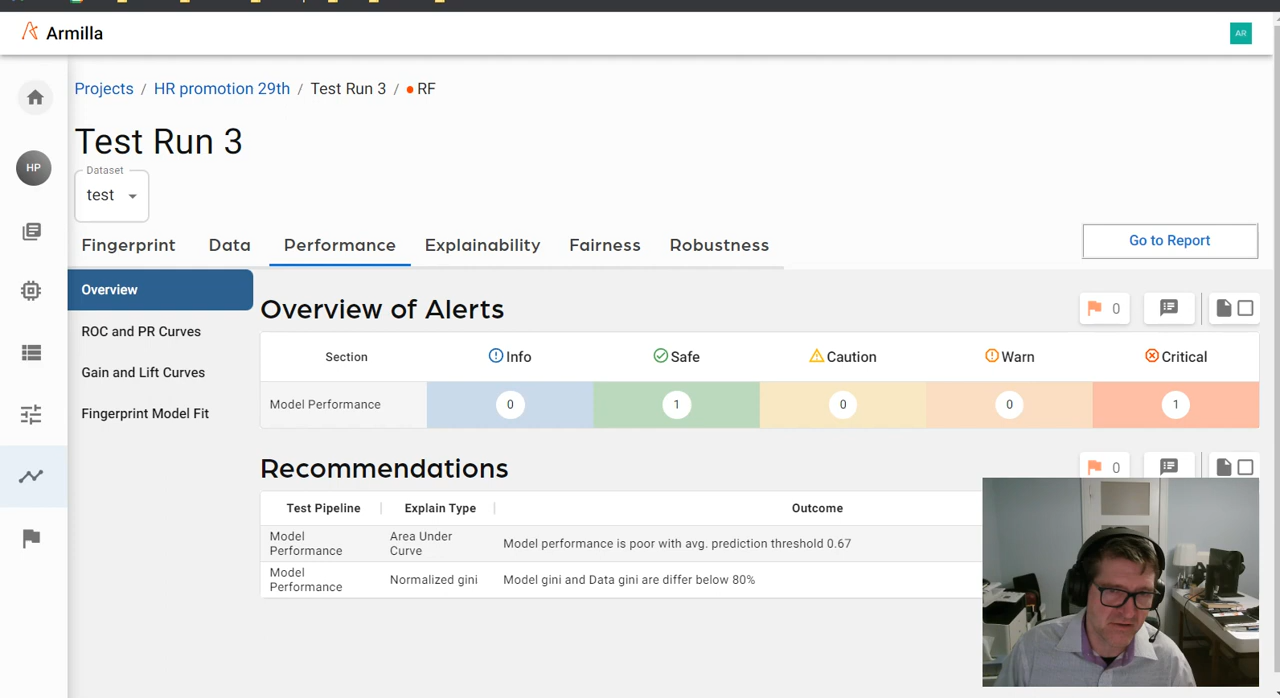 Armilla
AR
Projects / HR promotion 29th / Test Run 3 / RF
Test Run 3
HP
Dataset
test
Fingerprint Data Performance Explainability Fairness Robustness
Go to Report
Overview
ROC and PR Curves
Gain and Lift Curves
Fingerprint Model Fit
Overview of Alerts
0
Section Info Safe Caution Warn Critical
Model Performance 0 1 0 0 1
Recommendations
0
Test Pipeline Explain Type Outcome
Model Performance Area Under Curve Model performance is poor with avg. prediction threshold 0.67
Model Performance Normalized gini Model gini and Data gini are differ below 80%